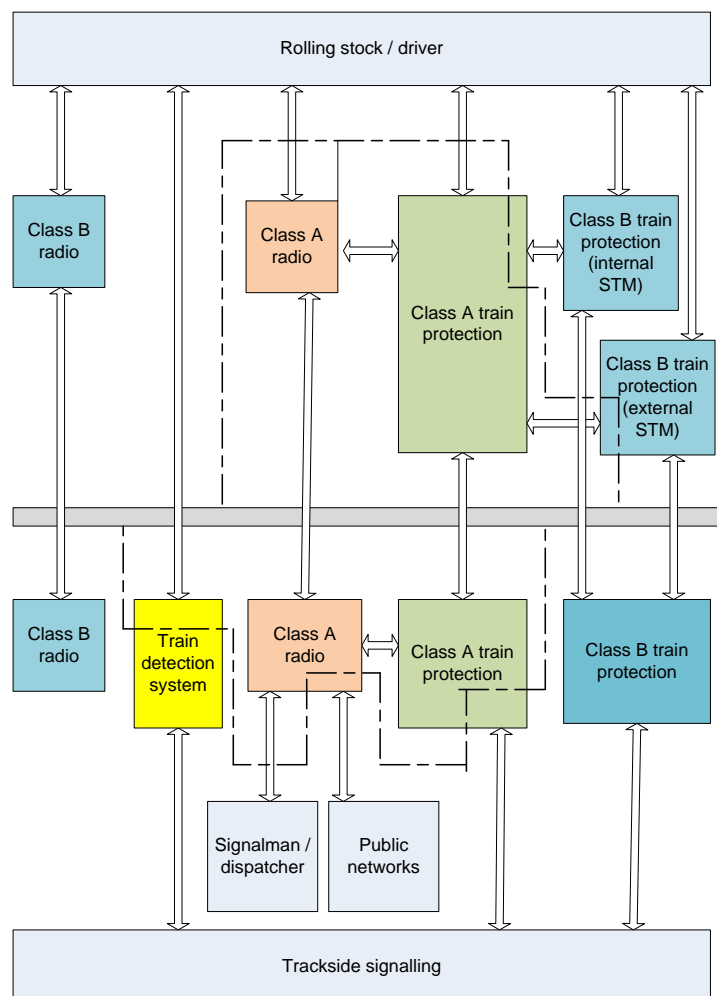 Rolling stock / driver
Class B
radio
Class A
radio
Class A train
protection
Class B train
protection
(internal
STM)
Class B train
protection
(external
STM)
Class B
radio
Train
detection
system
Class A
radio
Class A train
protection
Class B train
protection
Signalman /
dispatcher
Public
networks
Trackside signalling